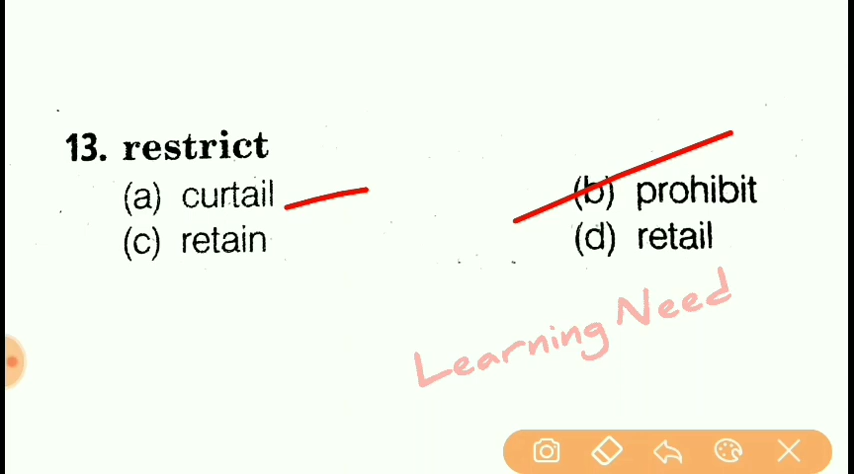 13. restrict
(a) curtail (b) prohibit
(c) retain (d) retail
Learning Need